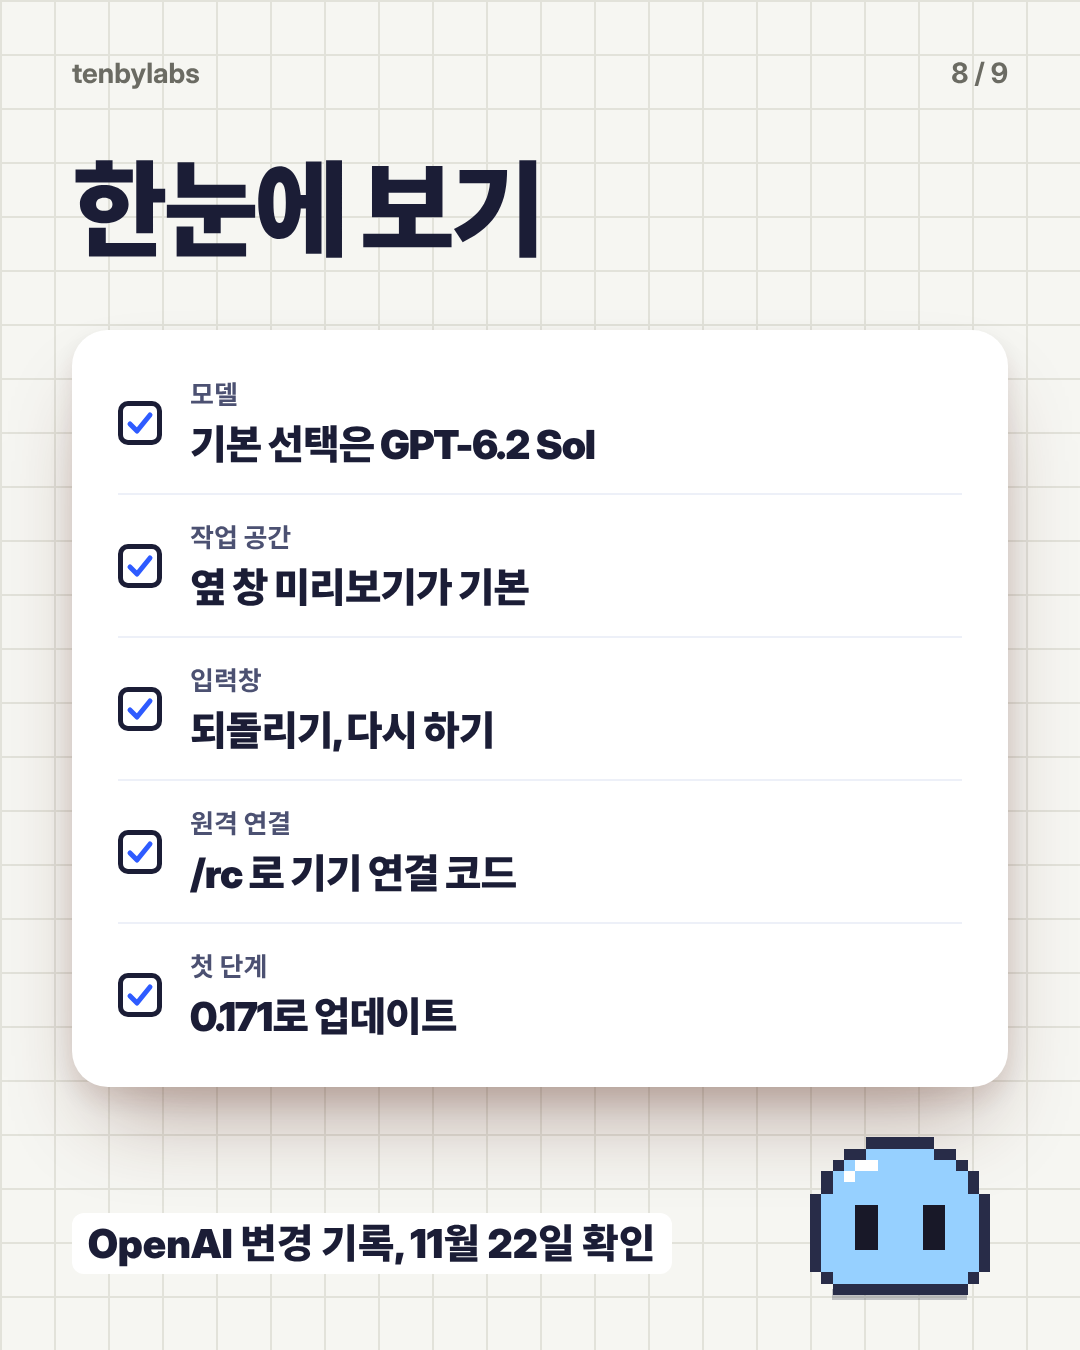 tenbylabs
8 / 9
한눈에 보기
모델
기본 선택은 GPT-6.2 Sol
작업 공간
옆 창 미리보기가 기본
입력창
되돌리기, 다시 하기
원격 연결
/rc 로 기기 연결 코드
첫 단계
0.171로 업데이트
OpenAI 변경 기록, 11월 22일 확인